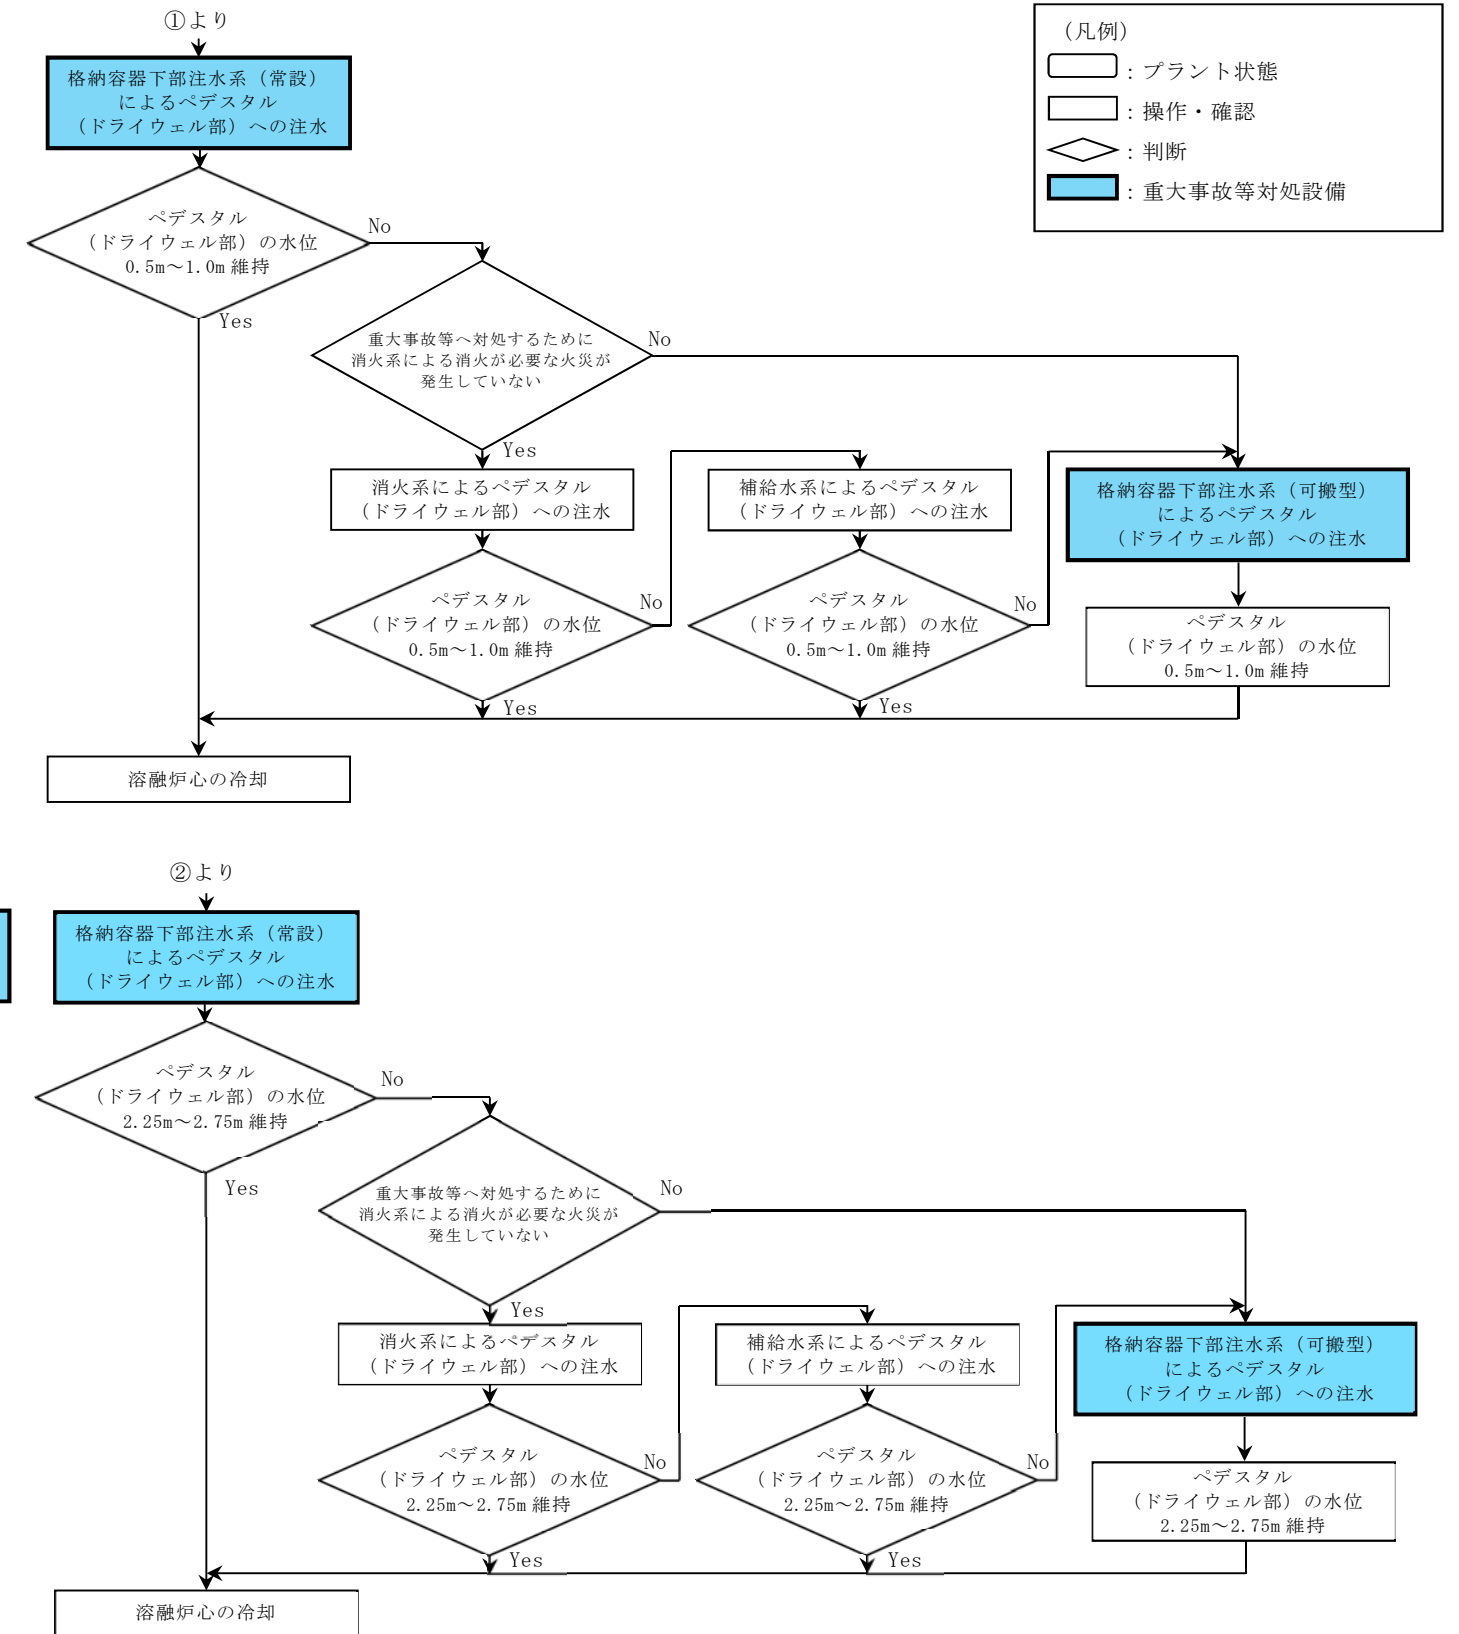 ①より
格納容器下部注水系（常設）
によるペデスタル
（ドライウェル部）への注水
ペデスタル
（ドライウェル部）の水位
0.5m～1.0m維持
No
Yes
重大事故等へ対処するために
消火系による消火が必要な火災が
発生していない
No
Yes
消火系によるペデスタル
（ドライウェル部）への注水
補給水系によるペデスタル
（ドライウェル部）への注水
格納容器下部注水系（可搬型）
によるペデスタル
（ドライウェル部）への注水
ペデスタル
（ドライウェル部）の水位
0.5m～1.0m維持
No
Yes
ペデスタル
（ドライウェル部）の水位
0.5m～1.0m維持
No
Yes
ペデスタル
（ドライウェル部）の水位
0.5m～1.0m維持
溶融炉心の冷却
（凡例）
：プラント状態
：操作・確認
：判断
：重大事故等対処設備
②より
格納容器下部注水系（常設）
によるペデスタル
（ドライウェル部）への注水
ペデスタル
（ドライウェル部）の水位
2.25m～2.75m維持
No
Yes
重大事故等へ対処するために
消火系による消火が必要な火災が
発生していない
No
Yes
消火系によるペデスタル
（ドライウェル部）への注水
補給水系によるペデスタル
（ドライウェル部）への注水
格納容器下部注水系（可搬型）
によるペデスタル
（ドライウェル部）への注水
ペデスタル
（ドライウェル部）の水位
2.25m～2.75m維持
No
Yes
ペデスタル
（ドライウェル部）の水位
2.25m～2.75m維持
No
Yes
ペデスタル
（ドライウェル部）の水位
2.25m～2.75m維持
溶融炉心の冷却